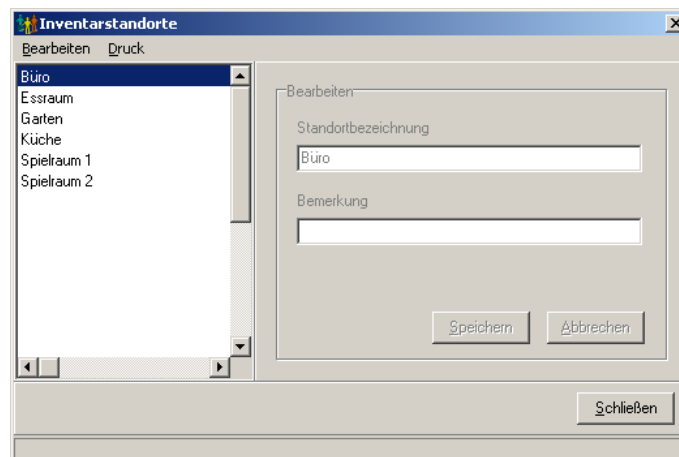 Inventarstandorte
Bearbeiten Druck
Büro
Essraum
Garten
Küche
Spielraum 1
Spielraum 2
Bearbeiten
Standortbezeichnung
Büro
Bemerkung
Speichern Abbrechen
Schließen